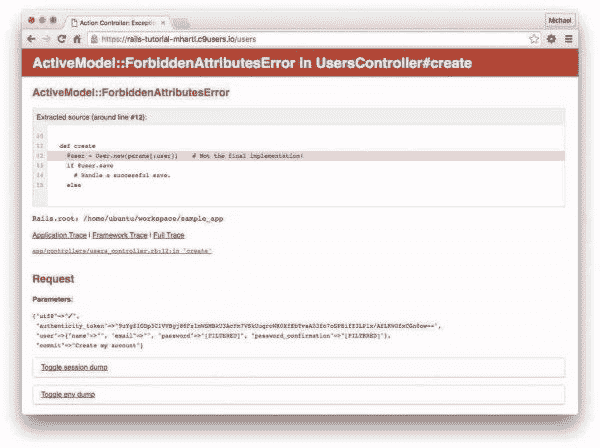 Action Controller: Excepti
Michael
https://rails-tutorial-mhartl.c9users.io/users
ActiveModel::ForbiddenAttributesError in UsersController#create
ActiveModel::ForbiddenAttributesError
Extracted source (around line #12):
10
11 def create
12 @user = User.new(params[:user]) # Not the final implementation!
13 if @user.save
14 # Handle a successful save.
15 else
Rails.root: /home/ubuntu/workspace/sample_app
Application Trace | Framework Trace | Full Trace
app/controllers/users_controller.rb:12:in `create'
Request
Parameters:
{"utf8"=>"✓",
"authenticity_token"=>
"user"=>{"name"=>"", "email"=>"", "password"=>"[FILTERED]", "password_confirmation"=>"[FILTERED]"},
"commit"=>"Create my account"}
Toggle session dump
Toggle env dump